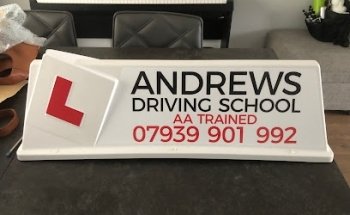 L
ANDREWS
DRIVING SCHOOL
AA TRAINED
07939 901 992